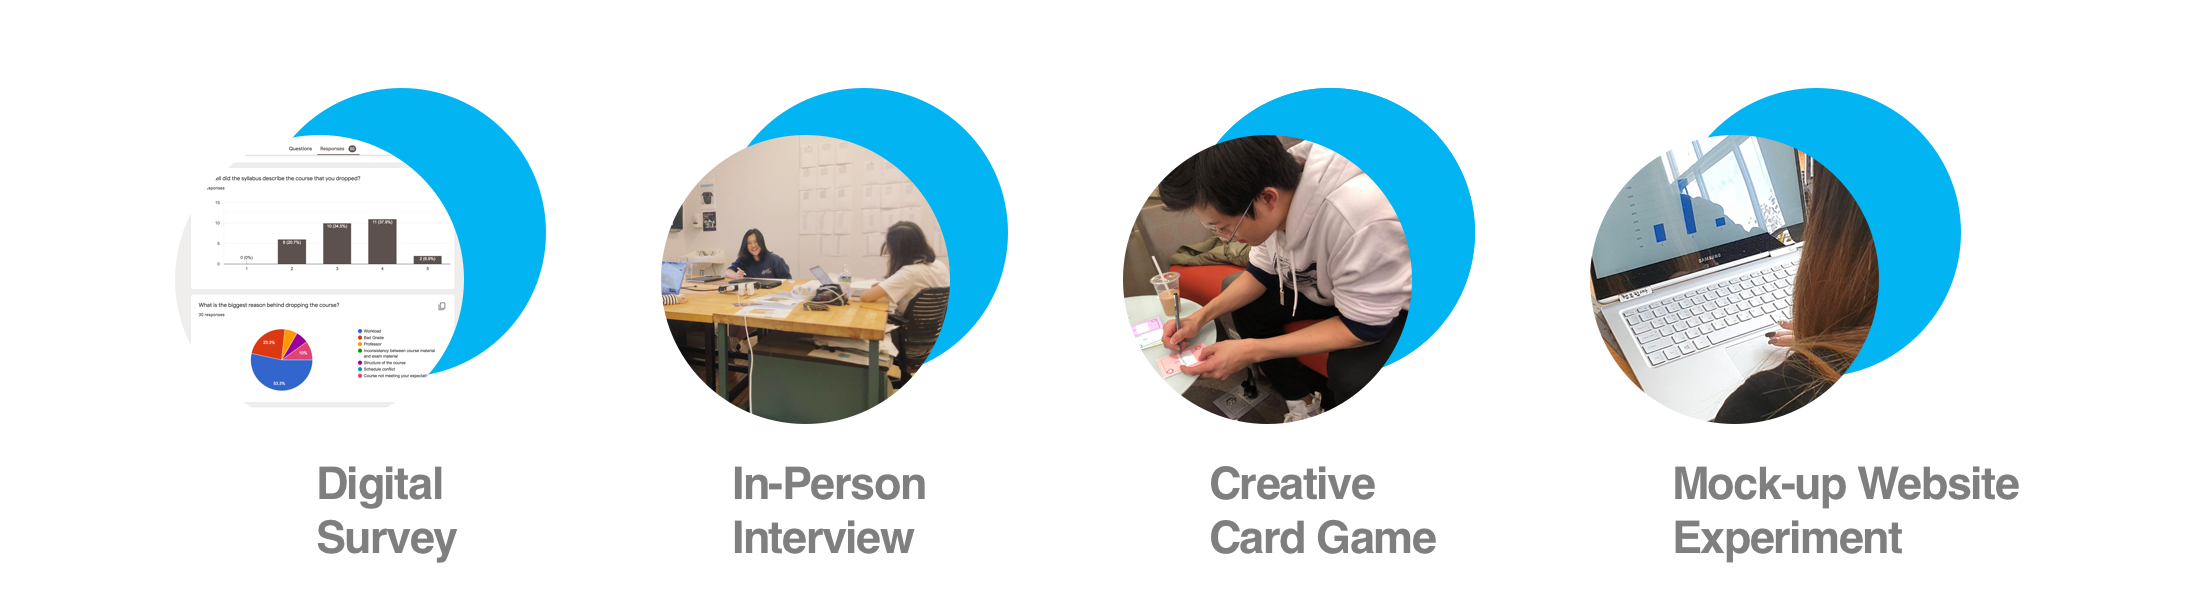 Questions Responses 30
ell did the syllabus describe the course that you dropped?
esponses
15
10
5
0
0 (0%)
6 (20.7%)
10 (34.5%)
11 (37.9%)
2 (6.9%)
1 2 3 4 5
What is the biggest reason behind dropping the course?
30 responses
53.3%
23.3%
10%
Workload
Bad Grade
Professor
Inconsistency between course material
and exam material
Structure of the course
Schedule conflict
Course not meeting your expectati
SAMSUNG
Digital
Survey
In-Person
Interview
Creative
Card Game
Mock-up Website
Experiment